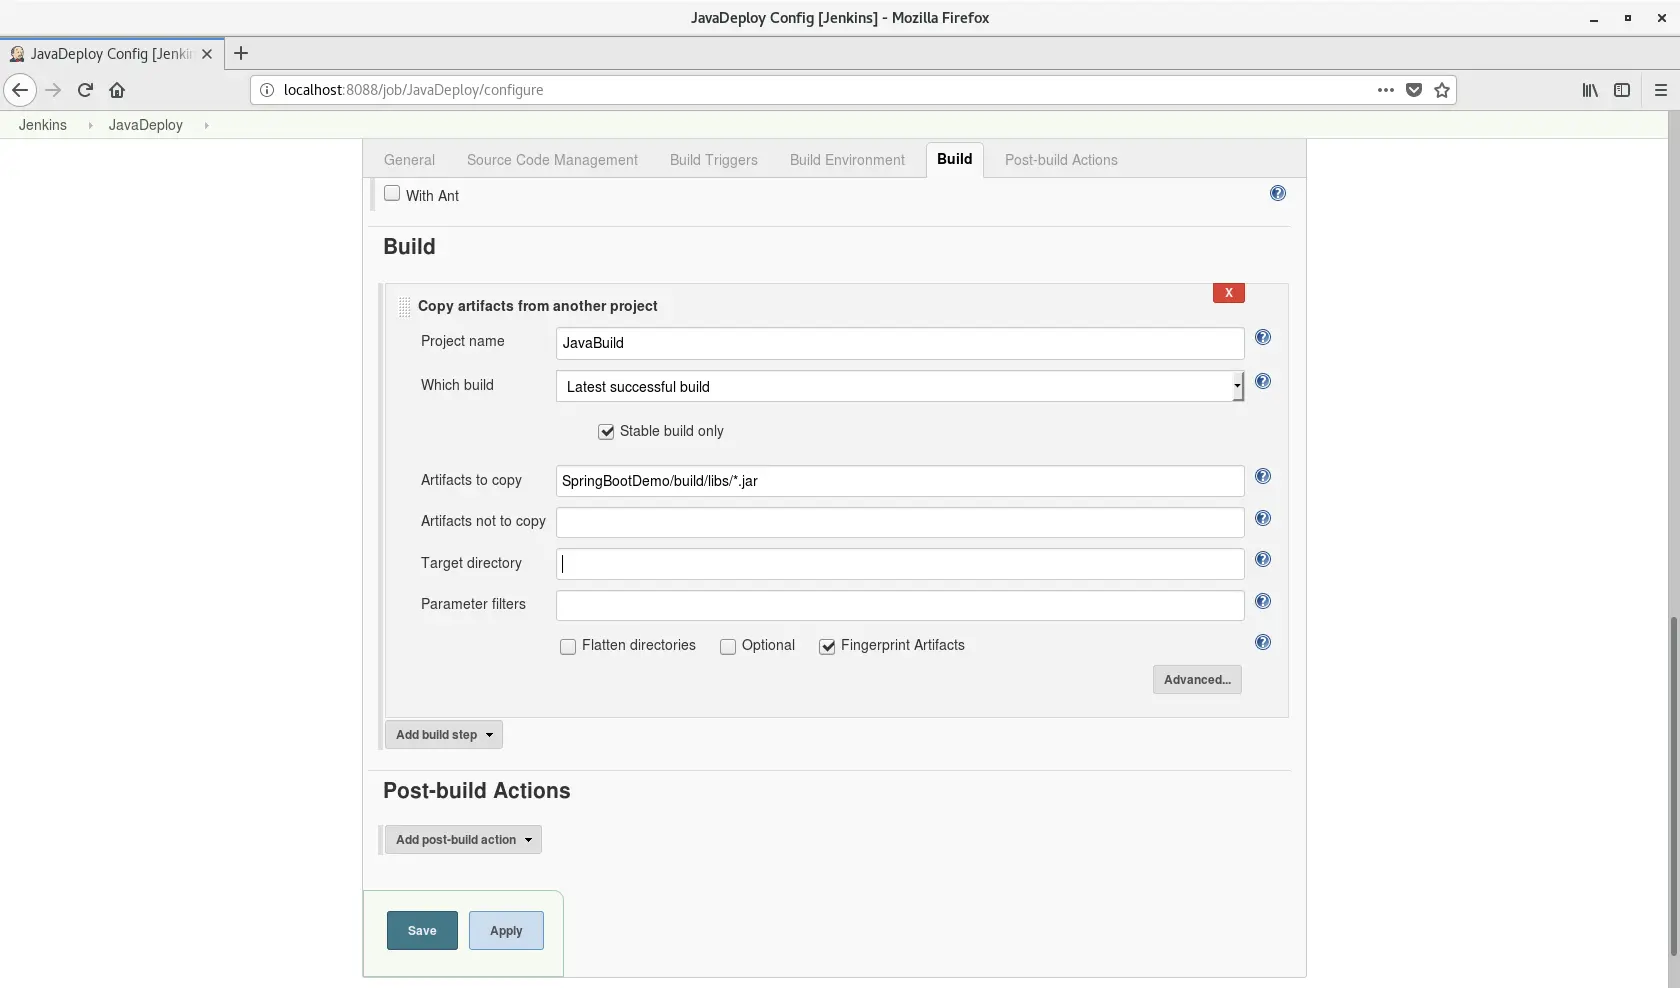 JavaDeploy Config [Jenkins] - Mozilla Firefox
JavaDeploy Config [Jenkin
localhost:8088/job/JavaDeploy/configure
Jenkins JavaDeploy
General Source Code Management Build Triggers Build Environment Build Post-build Actions
With Ant
Build
Copy artifacts from another project
X
Project name JavaBuild
Which build Latest successful build
Stable build only
Artifacts to copy SpringBootDemo/build/libs/*.jar
Artifacts not to copy
Target directory
Parameter filters
Flatten directories Optional Fingerprint Artifacts
Advanced...
Add build step
Post-build Actions
Add post-build action
Save Apply